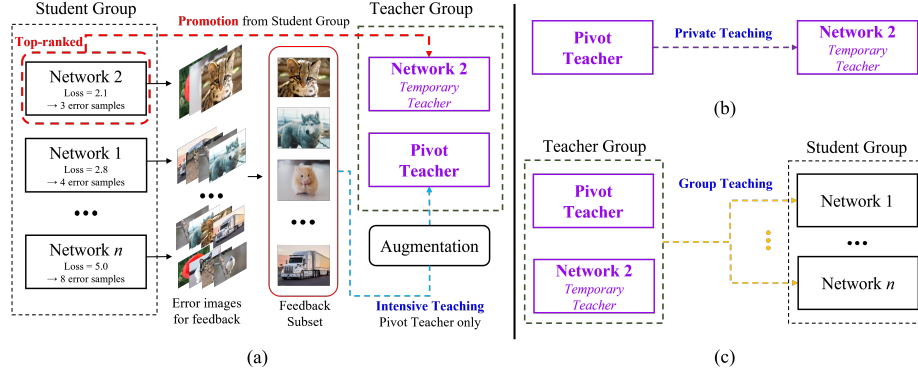 Student Group
Promotion from Student Group
Teacher Group
Top-ranked
Network 2
Loss = 2.1
→ 3 error samples
Network 1
Loss = 2.8
→ 4 error samples
•••
Network n
Loss = 5.0
→ 8 error samples
•••
Error images
for feedback
•••
Feedback
Subset
Network 2
Temporary
Teacher
Pivot
Teacher
Augmentation
Intensive Teaching
Pivot Teacher only
(a)
Pivot
Teacher
Private Teaching
Network 2
Temporary
Teacher
(b)
Teacher Group
Student Group
Pivot
Teacher
Group Teaching
Network 1
•••
Network 2
Temporary
Teacher
Network n
(c)